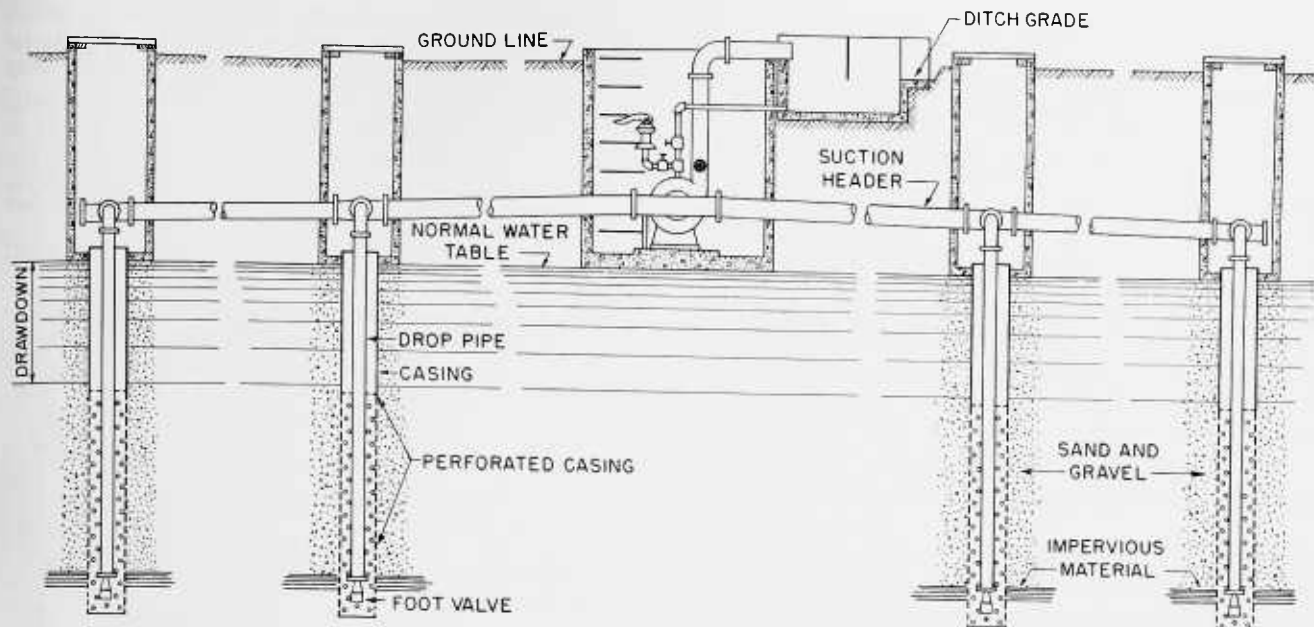 DITCH GRADE
GROUND LINE
SUCTION
HEADER
NORMAL WATER
TABLE
DRAWDOWN
DROP PIPE
CASING
PERFORATED CASING
SAND AND
GRAVEL
IMPERVIOUS
MATERIAL
FOOT VALVE